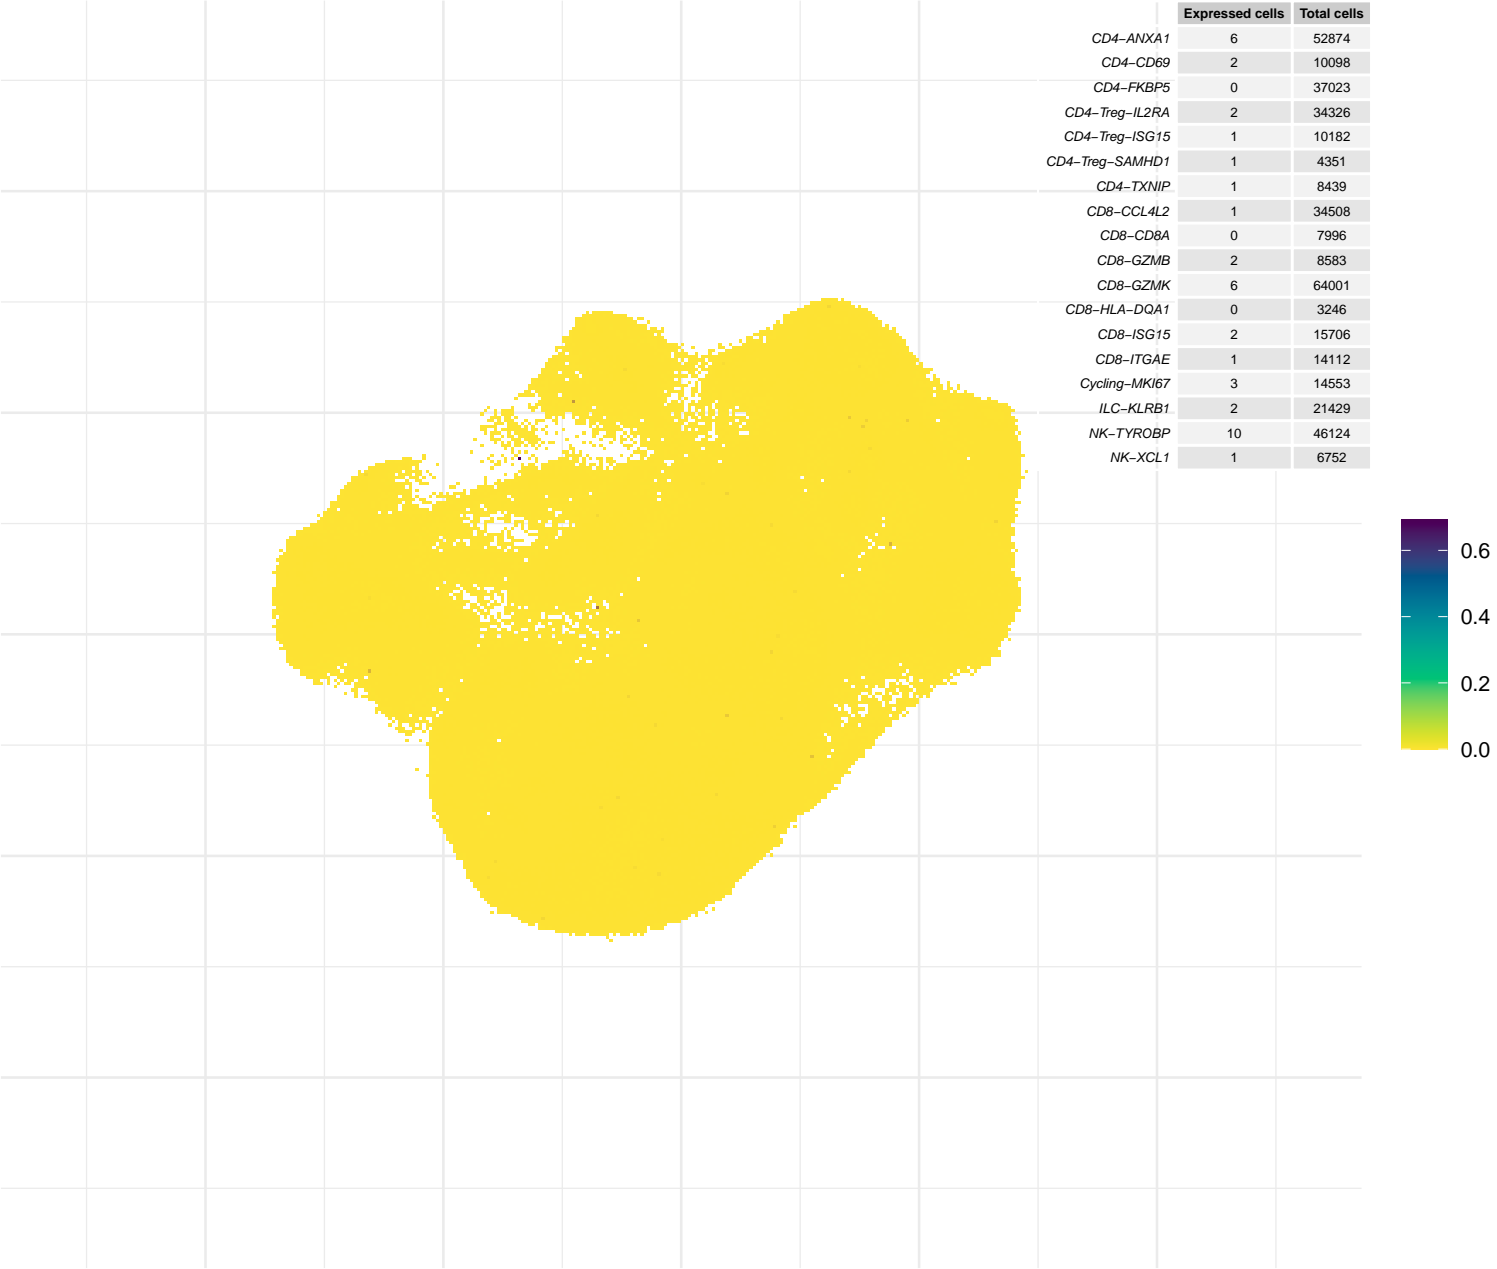 Expressed cells Total cells
CD4−ANXA1 6 52874
CD4−CD69 2 10098
CD4−FKBP5 0 37023
CD4−Treg−IL2RA 2 34326
CD4−Treg−ISG15 1 10182
CD4−Treg−SAMHD1 1 4351
CD4−TXNIP 1 8439
CD8−CCL4L2 1 34508
CD8−CD8A 0 7996
CD8−GZMB 2 8583
CD8−GZMK 6 64001
CD8−HLA−DQA1 0 3246
CD8−ISG15 2 15706
CD8−ITGAE 1 14112
Cycling−MKI67 3 14553
ILC−KLRB1 2 21429
NK−TYROBP 10 46124
NK−XCL1 1 6752
0.6
0.4
0.2
0.0